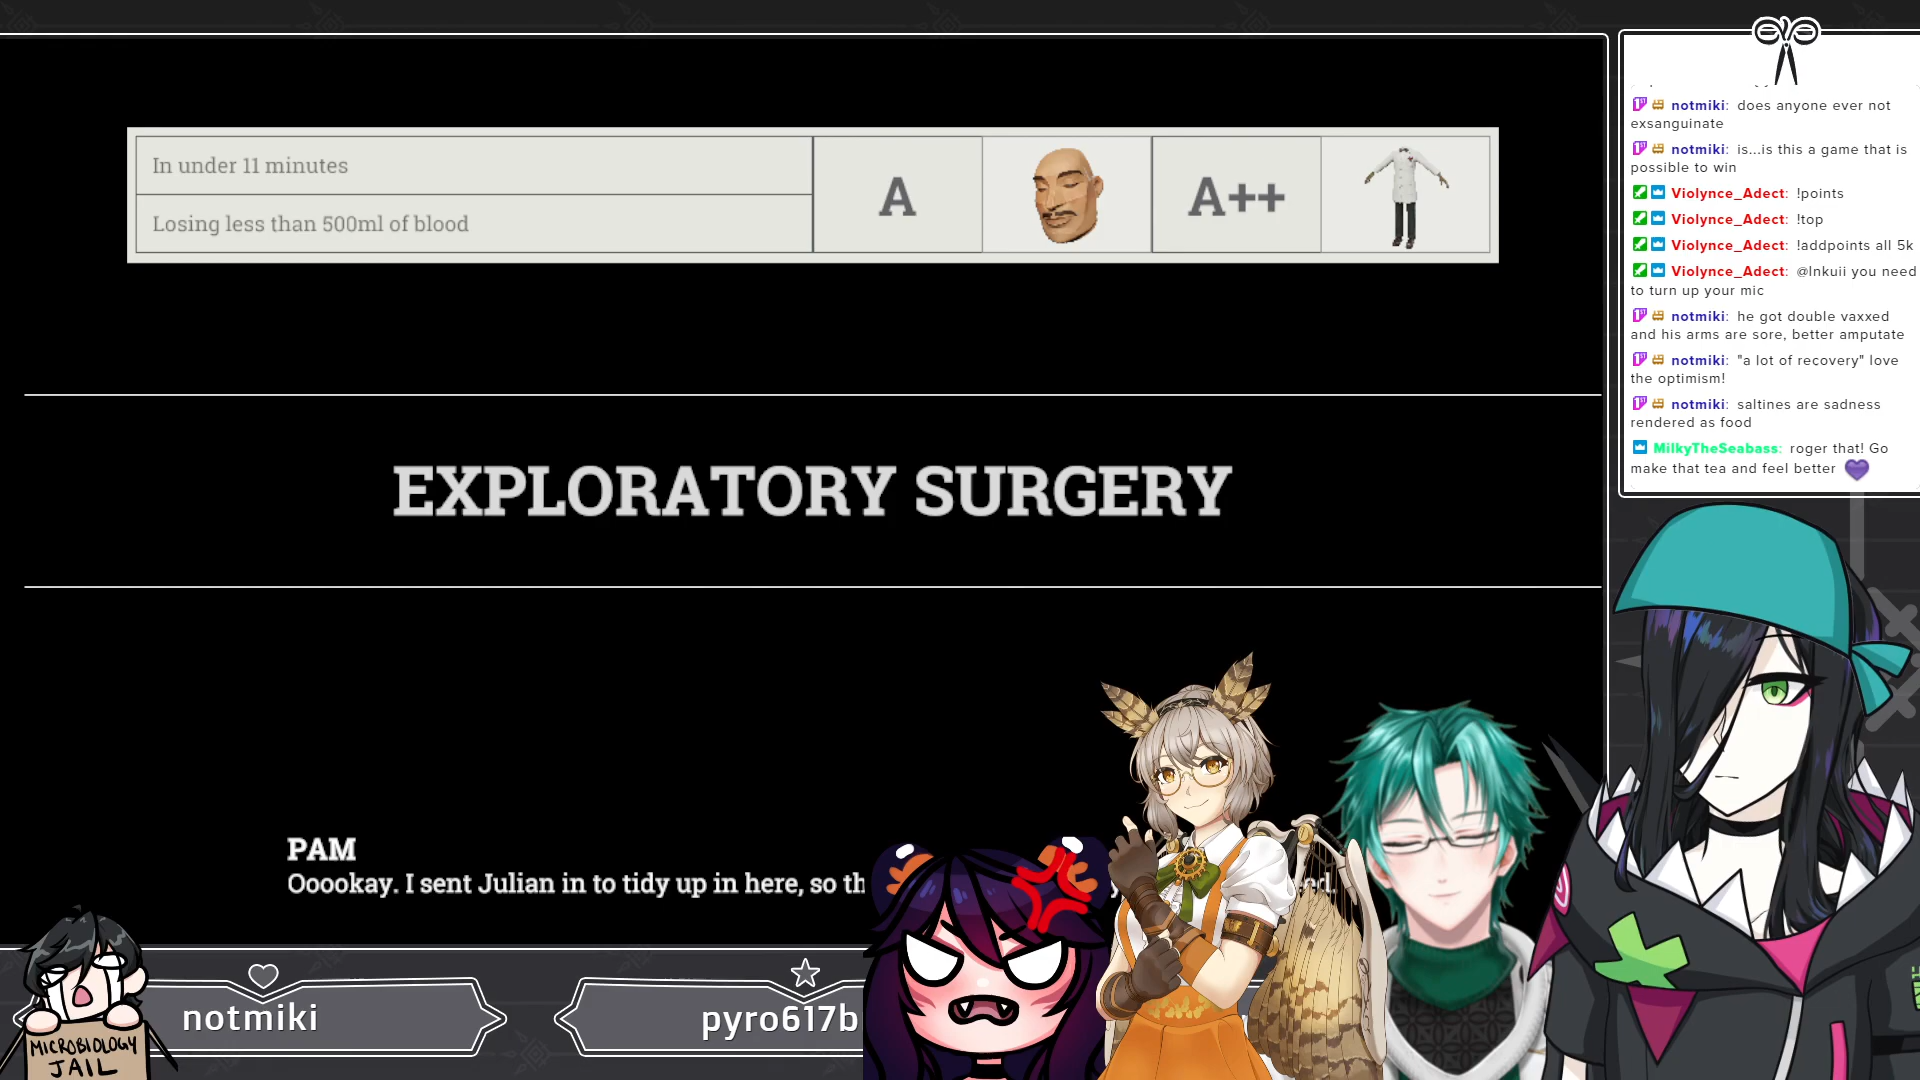 In under 11 minutes
Losing less than 500ml of blood
A
A++
EXPLORATORY SURGERY
PAM
Ooookay. I sent Julian in to tidy up in here, so
notmiki
pyro617b
MICROBIOLOGY
JAIL
notmiki: does anyone ever not
exsanguinate
notmiki: is...is this a game that is
possible to win
Violynce_Adect: !points
Violynce_Adect: !top
Violynce_Adect: !addpoints all 5k
Violynce_Adect: @Inkuii you need
to turn up your mic
notmiki: he got double vaxxed
and his arms are sore, better amputate
notmiki: "a lot of recovery" love
the optimism!
notmiki: saltines are sadness
rendered as food
MilkyTheSeabass: roger that! Go
make that tea and feel better